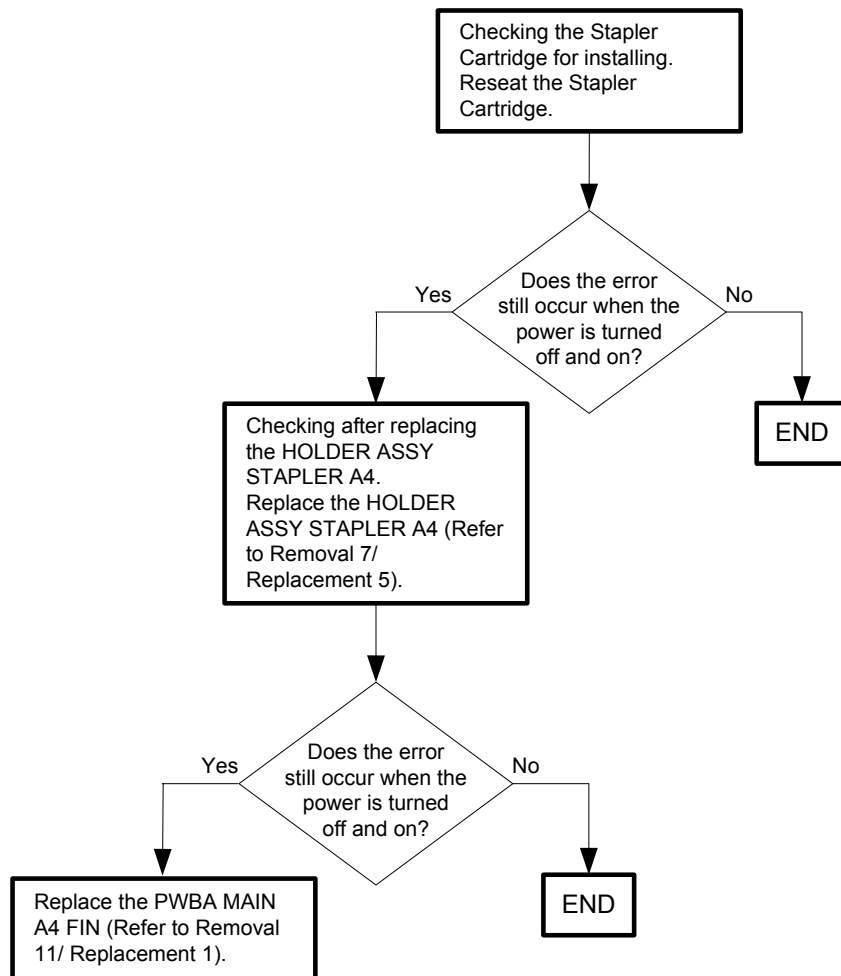 Checking the Stapler
Cartridge for installing.
Reseat the Stapler
Cartridge.
Does the error
still occur when the
power is turned
off and on?
Yes
No
Checking after replacing
the HOLDER ASSY
STAPLER A4.
Replace the HOLDER
ASSY STAPLER A4 (Refer
to Removal 7/
Replacement 5).
END
Does the error
still occur when the
power is turned
off and on?
Yes
No
Replace the PWBA MAIN
A4 FIN (Refer to Removal
11/ Replacement 1).
END